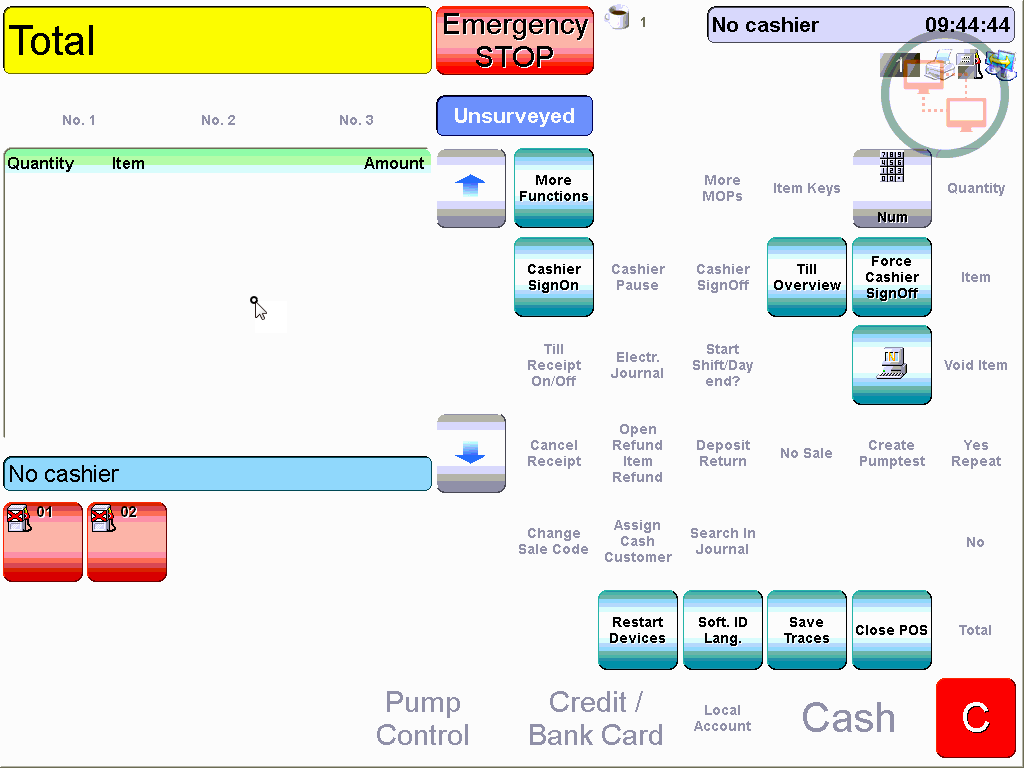 Total
Emergency
STOP
1
No cashier 09:44:44
1
No. 1 No. 2 No. 3
Unsurveyed
Quantity Item Amount
More
Functions
More
MOPs
Item Keys
Num
Quantity
Cashier
SignOn
Cashier
Pause
Cashier
SignOff
Till
Overview
Force
Cashier
SignOff
Item
Till
Receipt
On/Off
Electr.
Journal
Start
Shift/Day
end?
Void Item
Cancel
Receipt
Open
Refund
Item
Refund
Deposit
Return
No Sale
Create
Pumptest
Yes
Repeat
No cashier
01
02
Change
Sale Code
Assign
Cash
Customer
Search In
Journal
No
Restart
Devices
Soft. ID
Lang.
Save
Traces
Close POS
Total
Pump
Control
Credit /
Bank Card
Local
Account
Cash
C